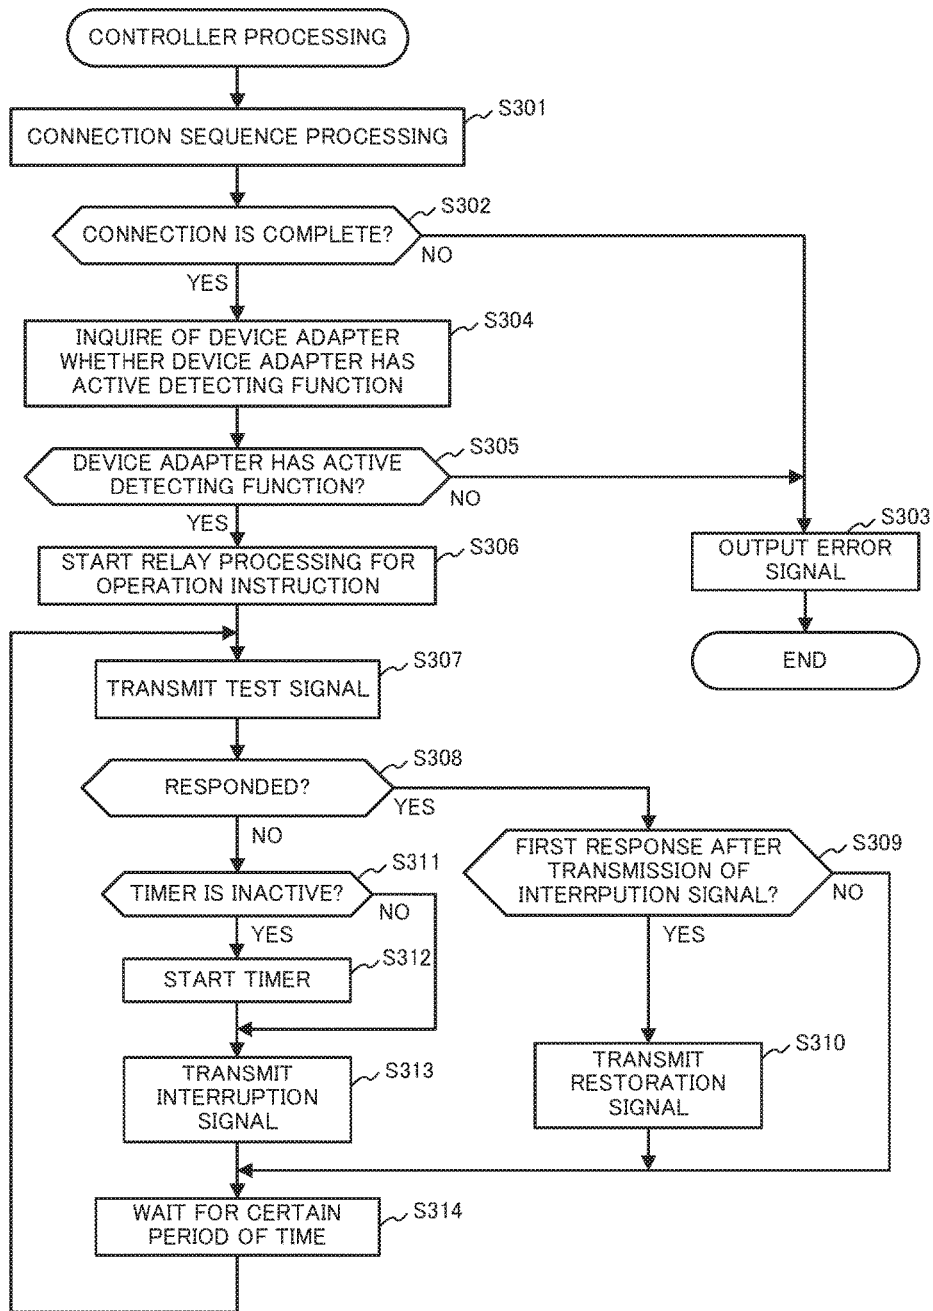 CONTROLLER PROCESSING
S301
CONNECTION SEQUENCE PROCESSING
S302
CONNECTION IS COMPLETE?
NO
YES
S304
INQUIRE OF DEVICE ADAPTER
WHETHER DEVICE ADAPTER HAS
ACTIVE DETECTING FUNCTION
S305
DEVICE ADAPTER HAS ACTIVE
DETECTING FUNCTION?
NO
YES
S303
OUTPUT ERROR
SIGNAL
END
S306
START RELAY PROCESSING FOR
OPERATION INSTRUCTION
S307
TRANSMIT TEST SIGNAL
S308
RESPONDED?
YES
NO
S309
FIRST RESPONSE AFTER
TRANSMISSION OF
INTERRPUTION SIGNAL?
NO
YES
S311
TIMER IS INACTIVE?
NO
YES
S312
START TIMER
S310
TRANSMIT
RESTORATION
SIGNAL
S313
TRANSMIT
INTERRUPTION
SIGNAL
S314
WAIT FOR CERTAIN
PERIOD OF TIME